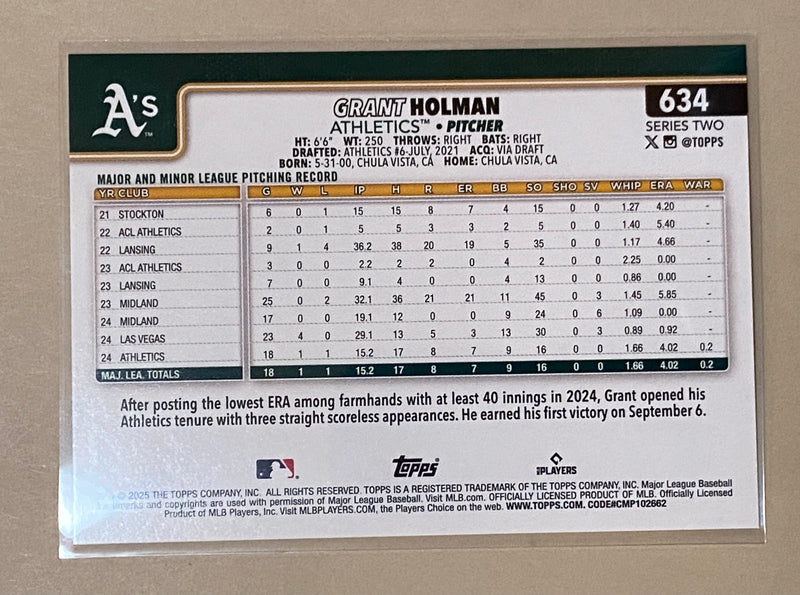 A's™
GRANT HOLMAN
634
ATHLETICS™ • PITCHER
SERIES TWO
HT: 6'6" WT: 250 THROWS: RIGHT BATS: RIGHT
X @TOPPS
DRAFTED: ATHLETICS #6-JULY, 2021 ACQ: VIA DRAFT
BORN: 5-31-00, CHULA VISTA, CA HOME: CHULA VISTA, CA
MAJOR AND MINOR LEAGUE PITCHING RECORD
YR CLUB G W L IP H R ER BB SO SHO SV WHIP ERA WAR
21 STOCKTON 6 0 1 15 15 8 7 4 15 0 0 1.27 4.20 -
22 ACL ATHLETICS 2 0 1 5 5 3 3 2 5 0 0 1.40 5.40 -
22 LANSING 9 1 4 36.2 38 20 19 5 35 0 0 1.17 4.66 -
23 ACL ATHLETICS 3 0 0 2.2 2 2 0 4 2 0 0 2.25 0.00 -
23 LANSING 7 0 0 9.1 4 0 0 4 13 0 0 0.86 0.00 -
23 MIDLAND 25 0 2 32.1 36 21 21 11 45 0 3 1.45 5.85 -
24 MIDLAND 17 0 0 19.1 12 0 0 9 24 0 6 1.09 0.00 -
24 LAS VEGAS 23 4 0 29.1 13 5 3 13 30 0 3 0.89 0.92 -
24 ATHLETICS 18 1 1 15.2 17 8 7 9 16 0 0 1.66 4.02 0.2
MAJ. LEA. TOTALS 18 1 1 15.2 17 8 7 9 16 0 0 1.66 4.02 0.2
After posting the lowest ERA among farmhands with at least 40 innings in 2024, Grant opened his
Athletics tenure with three straight scoreless appearances. He earned his first victory on September 6.
Topps
PLAYERS
© 2025 THE TOPPS COMPANY, INC. ALL RIGHTS RESERVED. TOPPS IS A REGISTERED TRADEMARK OF THE TOPPS COMPANY, INC. Major League Baseball
and copyrights are used with permission of Major League Baseball. Visit MLB.com. OFFICIALLY LICENSED PRODUCT OF MLB. Officially Licensed
Product of MLB Players, Inc. Visit MLBPLAYERS.COM, the Players Choice on the web. WWW.TOPPS.COM. CODE#CMP102662